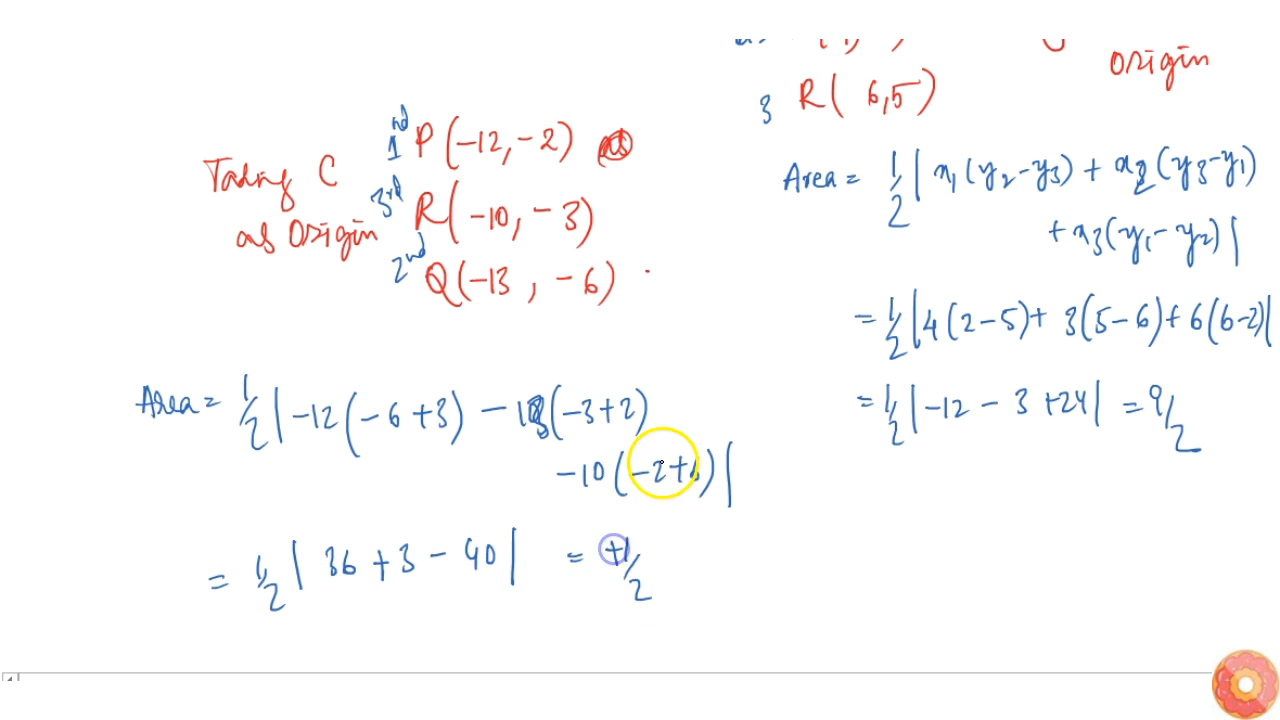 Taking C
as Origin
1nd P(-12, -2)
3rd R(-10, -3)
2nd Q(-13, -6)
Area = 1/2 | -12(-6+3) - 13(-3+2)
-10(-2+6) |
= 1/2 | 36 + 3 - 40 | = +1/2
origin
3 R( 6,5)
Area = 1/2 | x1(y2-y3) + x2(y3-y1)
+ x3(y1-y2) |
= 1/2 | 4(2-5) + 3(5-6) + 6(6-2) |
= 1/2 | -12 - 3 + 24 | = 9/2